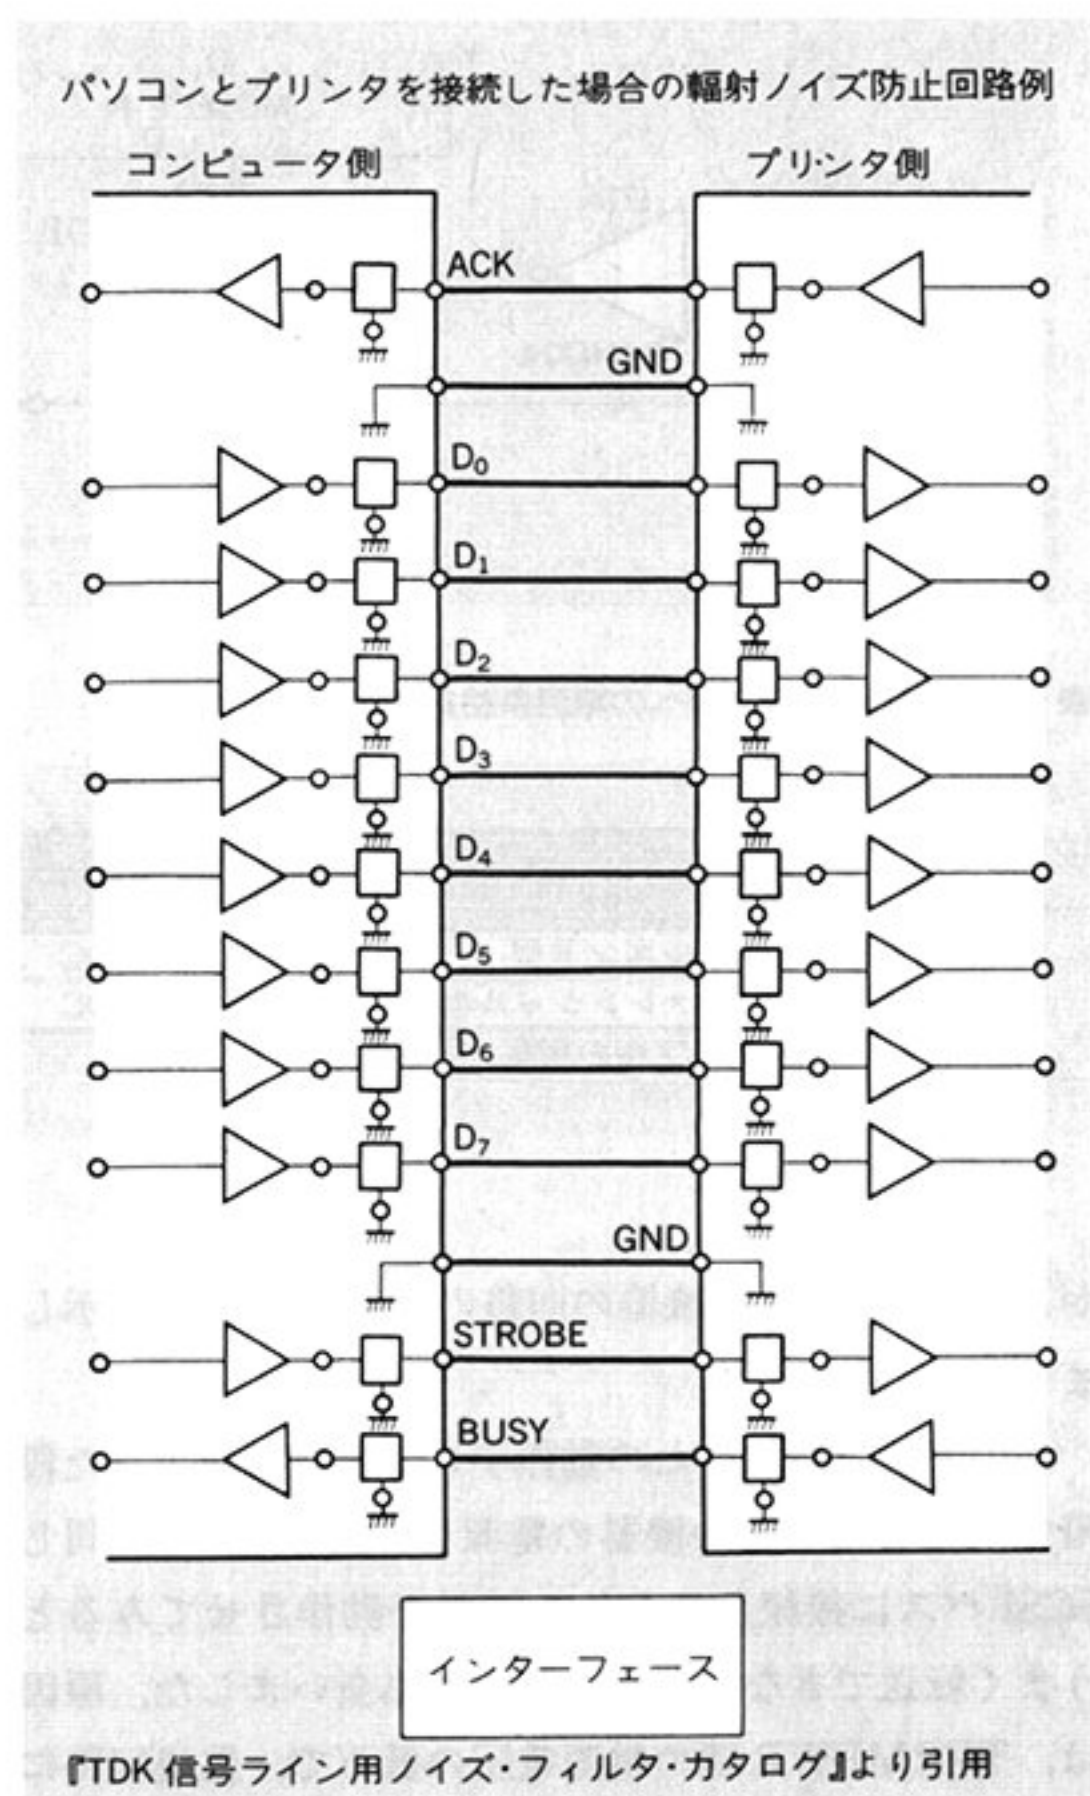 パソコンとプリンタを接続した場合の輻射ノイズ防止回路例
コンピュータ側
プリンタ側
ACK
GND
D₀
D₁
D₂
D₃
D₄
D₅
D₆
D₇
GND
STROBE
BUSY
インターフェース
『TDK信号ライン用ノイズ・フィルタ・カタログ』より引用